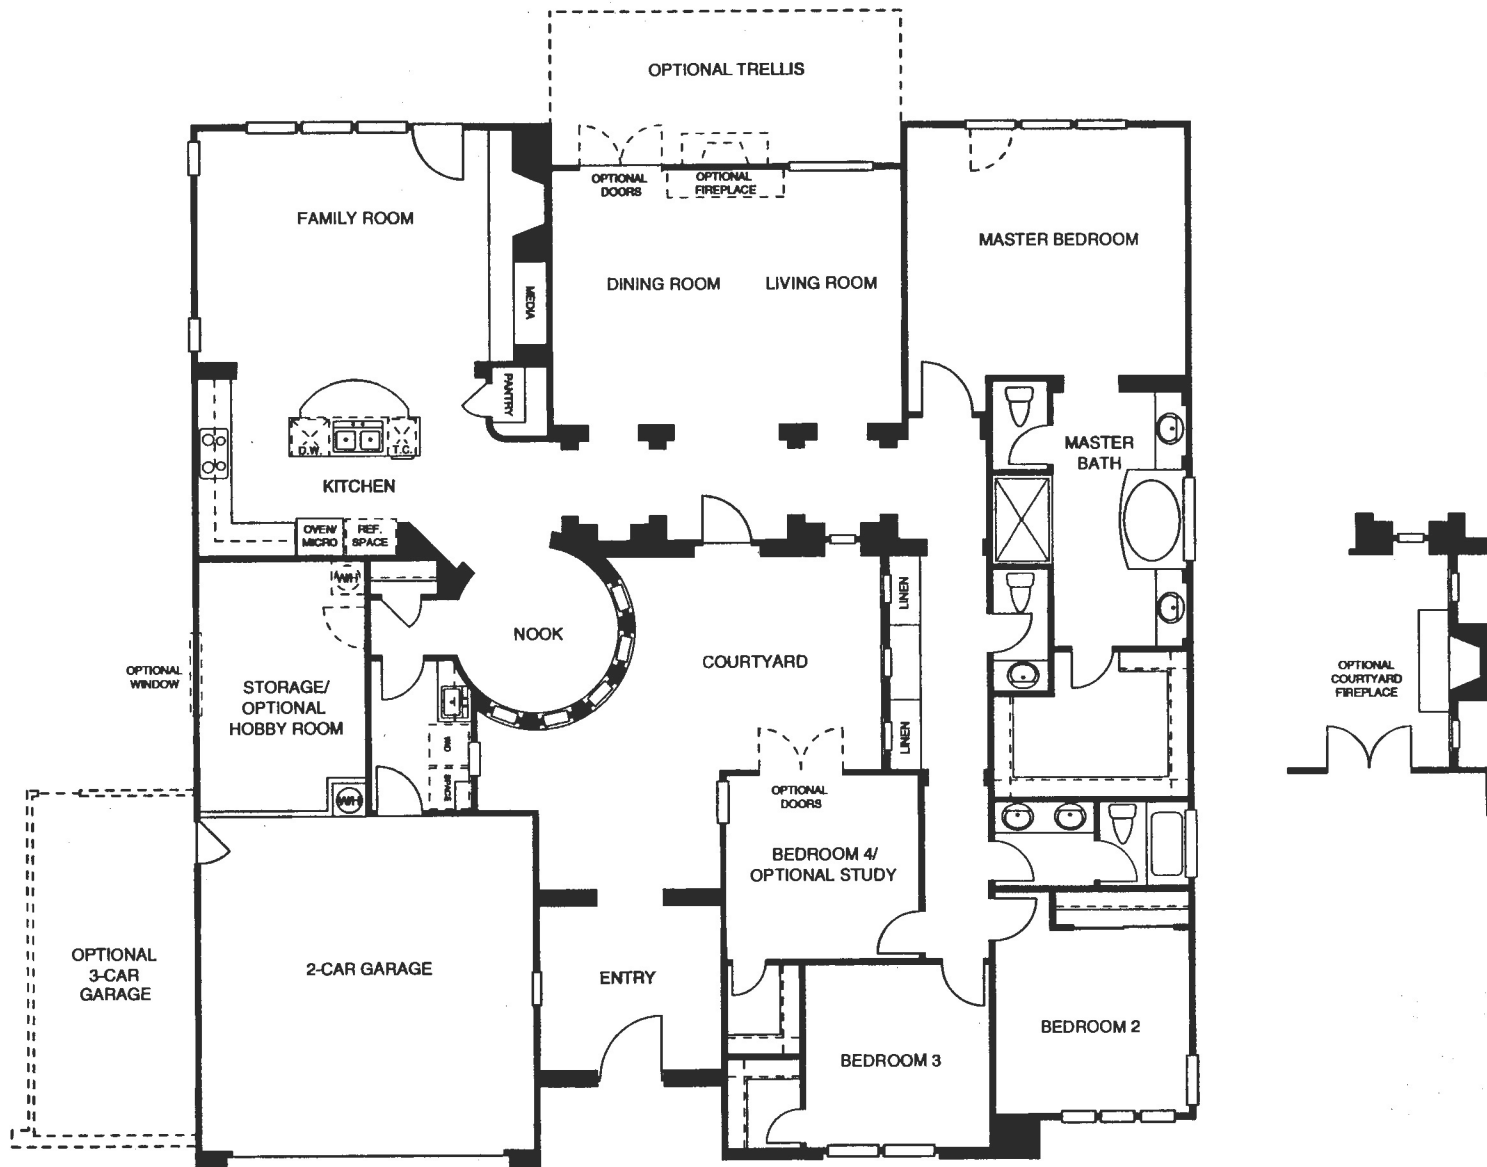 OPTIONAL TRELLIS
OPTIONAL
DOORS
OPTIONAL
FIREPLACE
FAMILY ROOM
MASTER BEDROOM
DINING ROOM
LIVING ROOM
MEDIA
PANTRY
MASTER
BATH
D.W.
T.C.
KITCHEN
OVEN/
MICRO
REF.
SPACE
W/H
LINEN
NOOK
COURTYARD
OPTIONAL
WINDOW
STORAGE/
OPTIONAL
HOBBY ROOM
OPTIONAL
COURTYARD
FIREPLACE
LINEN
W/D
SPACE
W/H
OPTIONAL
DOORS
BEDROOM 4/
OPTIONAL STUDY
OPTIONAL
3-CAR
GARAGE
2-CAR GARAGE
ENTRY
BEDROOM 2
BEDROOM 3